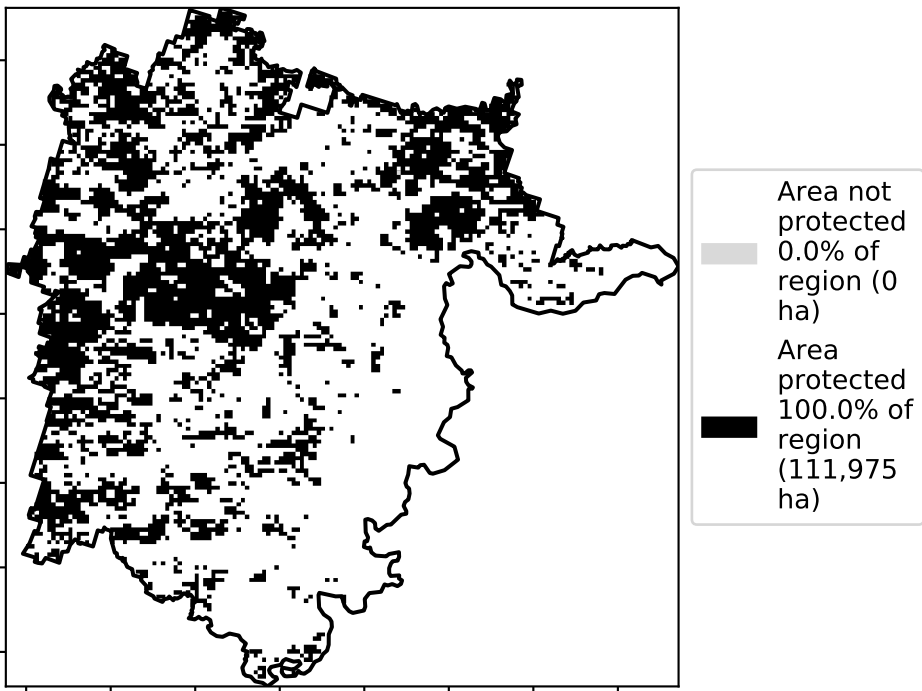 Area not
protected
0.0% of
region (0
ha)
Area
protected
100.0% of
region
(111,975
ha)